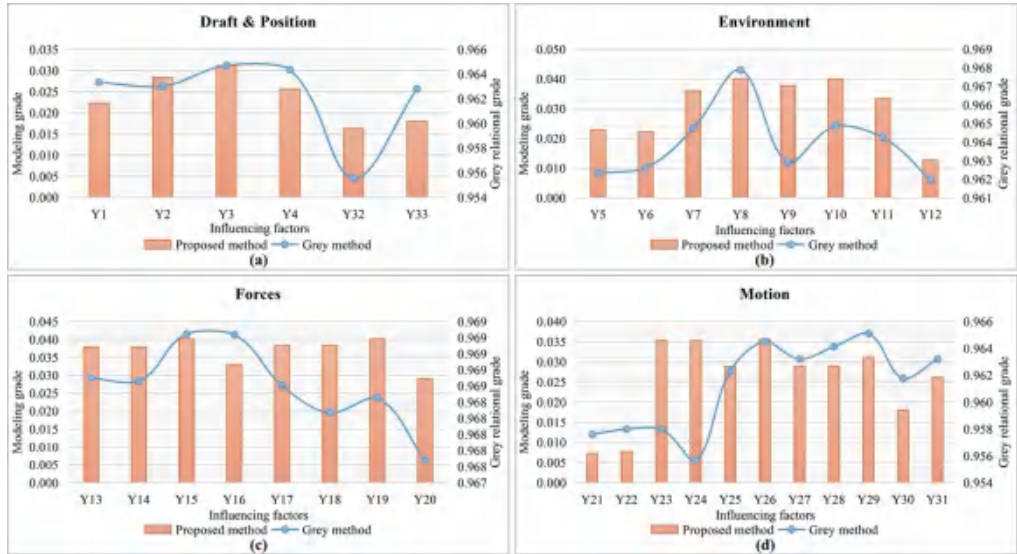 Draft & Position
0.035 0.966
0.030 0.964
0.025 0.962
0.020 0.960
0.015 0.958
0.010 0.956
0.005
0.000 0.954
Modeling grade
Grey relational grade
Y1 Y2 Y3 Y4 Y32 Y33
Influencing factors
Proposed method Grey method
(a)
Environment
0.050 0.969
0.040 0.968
0.030 0.966
0.020 0.965
0.010 0.963
0.962
0.000 0.961
Modeling grade
Grey relational grade
Y5 Y6 Y7 Y8 Y9 Y10 Y11 Y12
Influencing factors
Proposed method Grey method
(b)
Forces
0.045 0.969
0.040 0.969
0.035 0.969
0.030 0.969
0.025 0.969
0.020 0.968
0.015 0.968
0.010 0.968
0.005 0.968
0.000 0.967
Modeling grade
Grey relational grade
Y13 Y14 Y15 Y16 Y17 Y18 Y19 Y20
Influencing factors
Proposed method Grey method
(c)
Motion
0.040 0.966
0.035 0.964
0.030 0.962
0.025 0.960
0.020 0.958
0.015 0.956
0.010 0.954
0.005
0.000
Modeling grade
Grey relational grade
Y21 Y22 Y23 Y24 Y25 Y26 Y27 Y28 Y29 Y30 Y31
Influencing factors
Proposed method Grey method
(d)